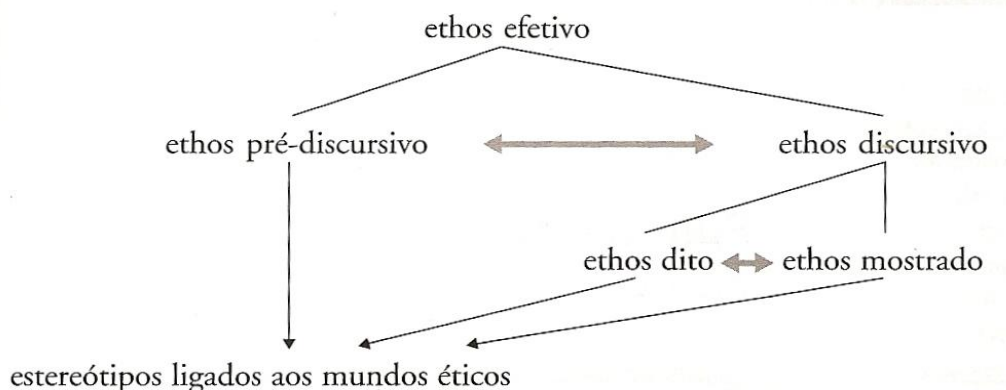 ethos efetivo
ethos pré-discursivo ethos discursivo
ethos dito ethos mostrado
estereótipos ligados aos mundos éticos